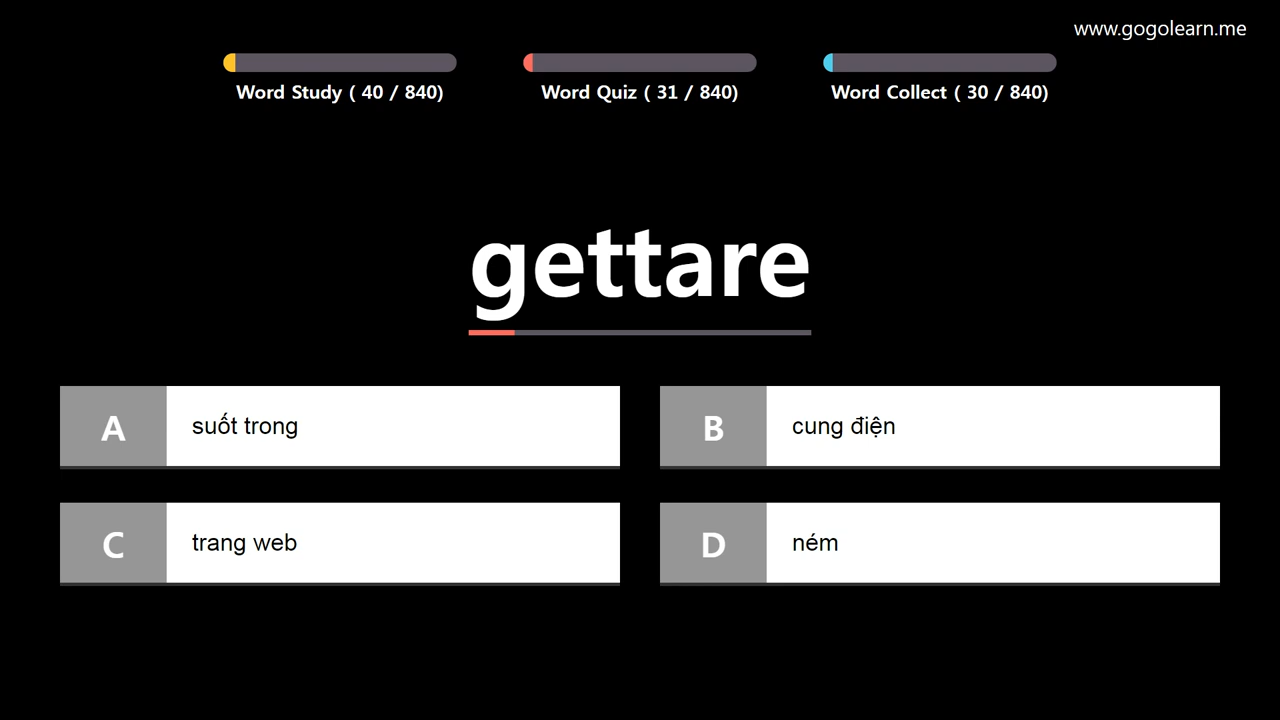 www.gogolearn.me
Word Study ( 40 / 840)
Word Quiz ( 31 / 840)
Word Collect ( 30 / 840)
gettare
A
suốt trong
B
cung điện
C
trang web
D
ném